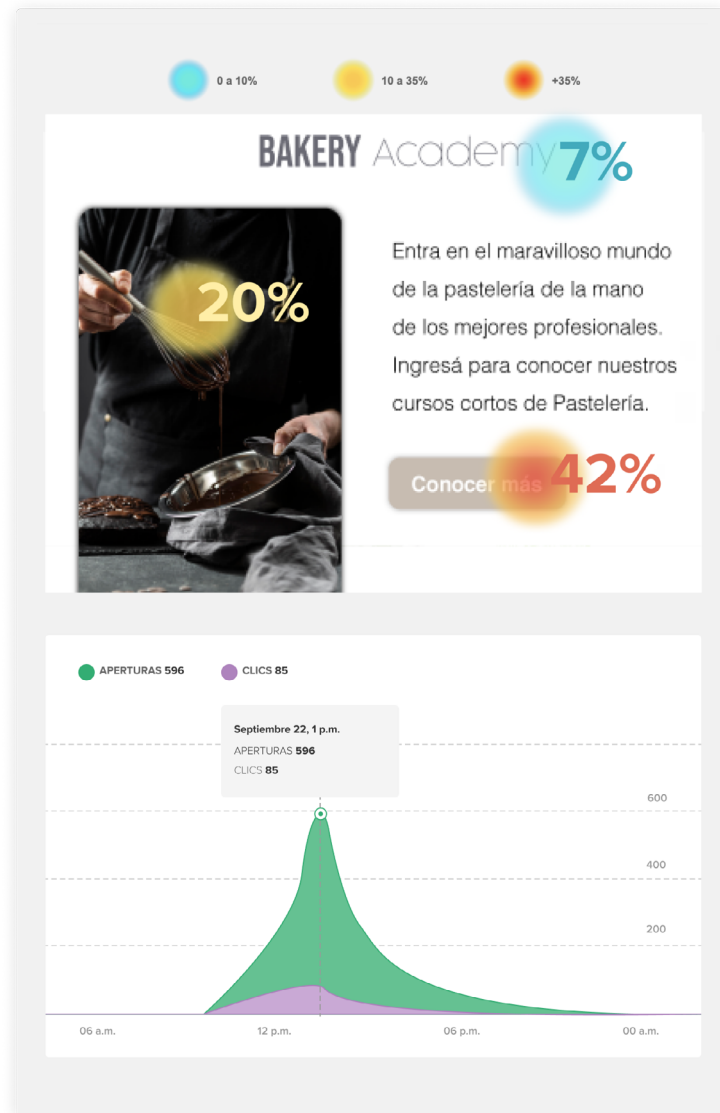 0 a 10%
10 a 35%
+35%
BAKERY Academy
7%
20%
Entra en el maravilloso mundo
de la pastelería de la mano
de los mejores profesionales.
Ingresá para conocer nuestros
cursos cortos de Pastelería.
Conocer más
42%
APERTURAS 596
CLICS 85
Septiembre 22, 1 p.m.
APERTURAS 596
CLICS 85
600
400
200
06 a.m.
12 p.m.
06 p.m.
00 a.m.